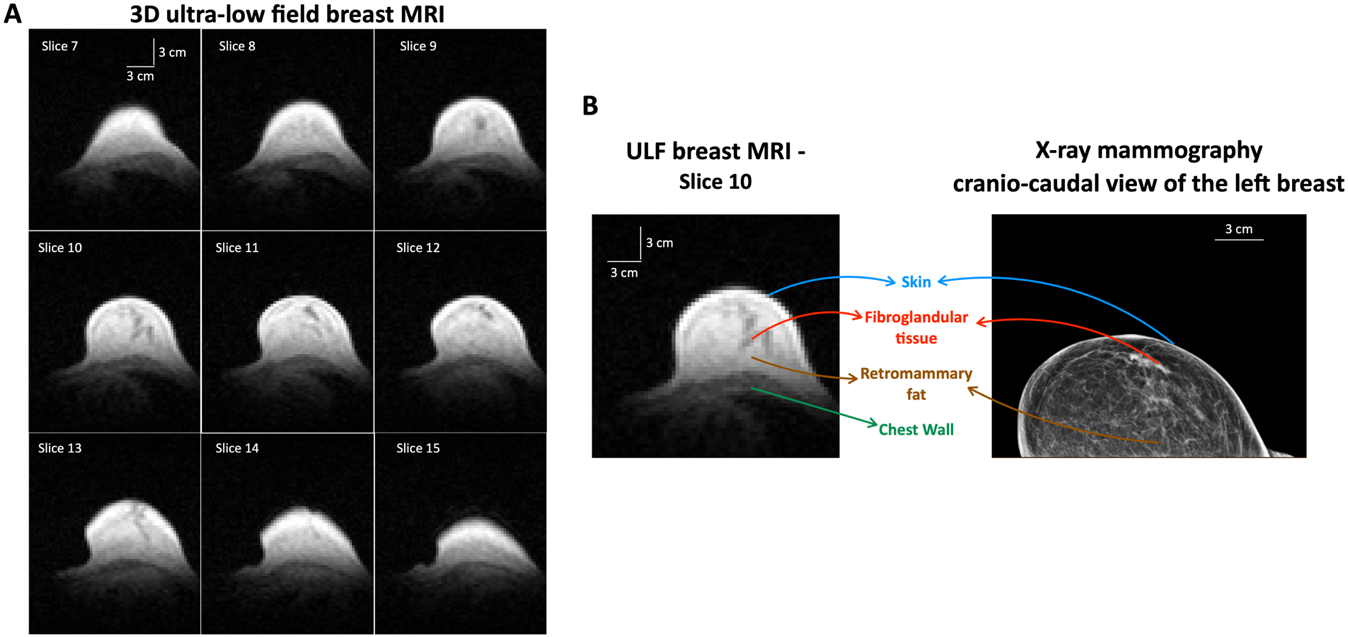 A
3D ultra-low field breast MRI
Slice 7
3 cm
3 cm
Slice 8
Slice 9
Slice 10
Slice 11
Slice 12
Slice 13
Slice 14
Slice 15
B
ULF breast MRI -
Slice 10
3 cm
3 cm
X-ray mammography
cranio-caudal view of the left breast
3 cm
Skin
Fibroglandular
tissue
Retromammary
fat
Chest Wall